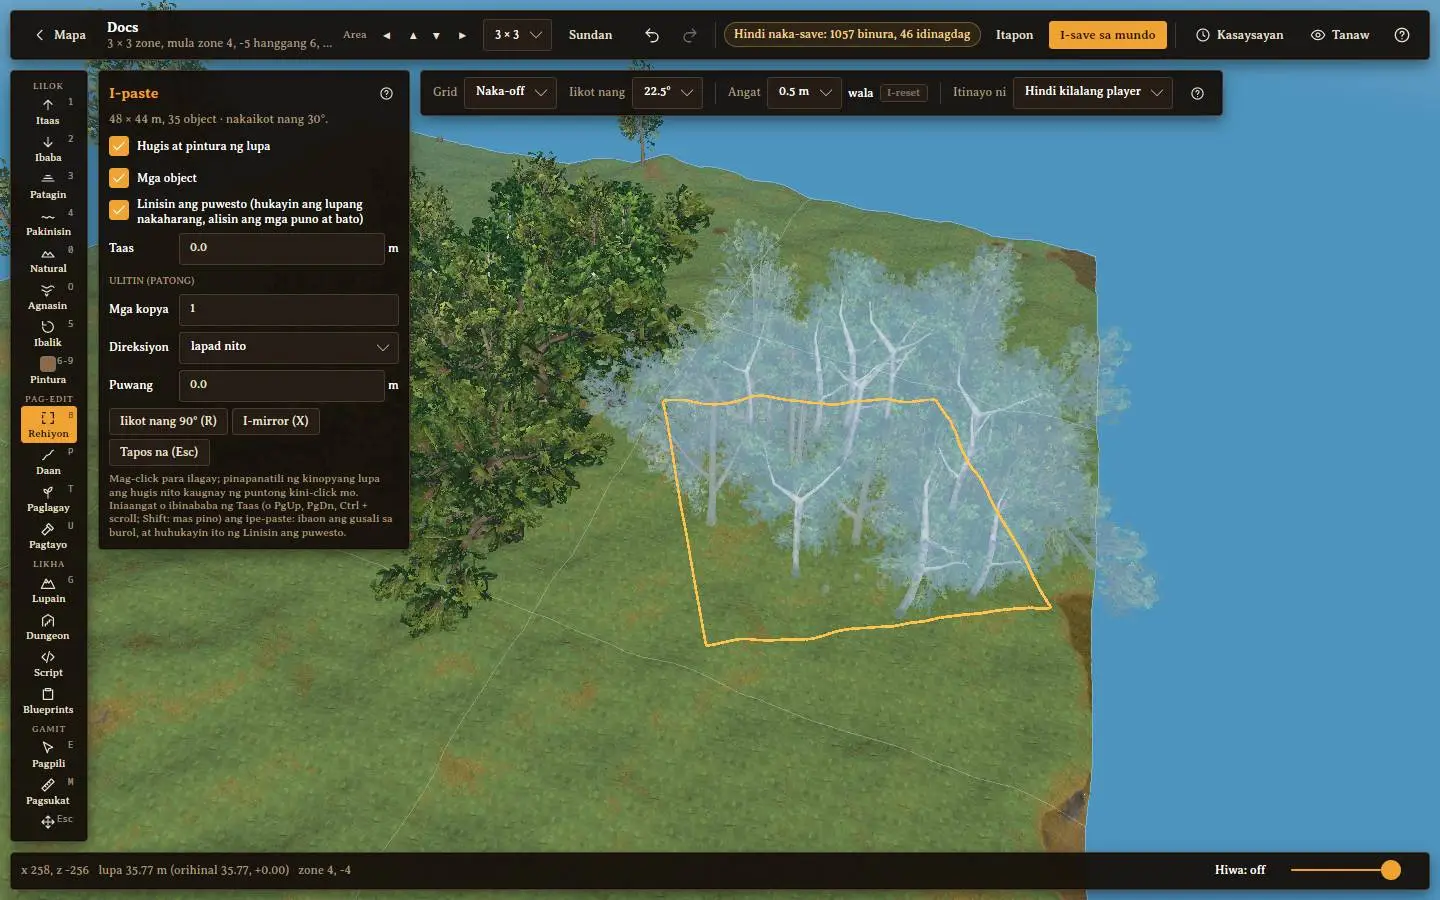 Mapa
Docs
3 × 3 zone, mula zone 4, -5 hanggang 6, ...
Area
3 × 3
Sundan
Hindi naka-save: 1057 binura, 46 idinagdag
Itapon
I-save sa mundo
Kasaysayan
Tanaw
LILOK
1
Itaas
2
Ibaba
3
Patagin
4
Pakinisin
0
Natural
O
Agnasin
5
Ibalik
6-9
Pintura
PAG-EDIT
8
Rehiyon
P
Daan
T
Paglagay
U
Pagtayo
LIKHA
G
Lupain
Dungeon
Script
Blueprints
GAMIT
E
Pagpili
M
Pagsukat
Esc
I-paste
48 × 44 m, 35 object · nakaikot nang 30°.
Hugis at pintura ng lupa
Mga object
Linisin ang puwesto (hukayin ang lupang
nakaharang, alisin ang mga puno at bato)
Taas
0.0
m
ULITIN (PATONG)
Mga kopya
1
Direksiyon
lapad nito
Puwang
0.0
m
Iikot nang 90° (R)
I-mirror (X)
Tapos na (Esc)
Mag-click para ilagay; pinapanatili ng kinopyang lupa
ang hugis nito kaugnay ng puntong kini-click mo.
Iniaangat o ibinababa ng Taas (o PgUp, PgDn, Ctrl +
scroll; Shift: mas pino) ang ipe-paste: ibaon ang gusali sa
burol, at huhukayin ito ng Linisin ang puwesto.
Grid
Naka-off
Iikot nang
22.5°
Angat
0.5 m
wala
I-reset
Itinayo ni
Hindi kilalang player
x 258, z -256 lupa 35.77 m (orihinal 35.77, +0.00) zone 4, -4
Hiwa: off